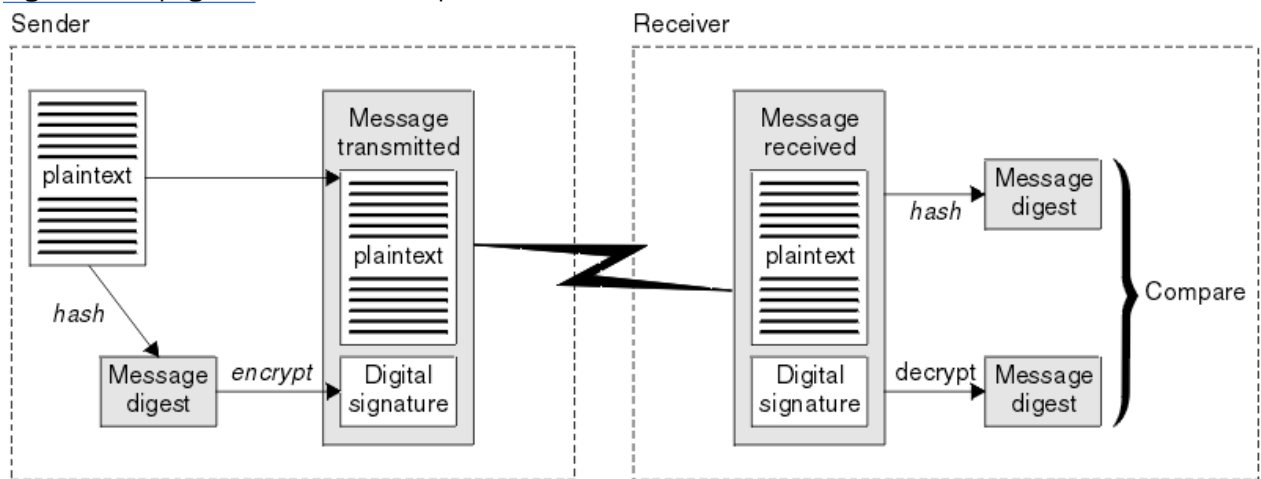 Sender
Receiver
plaintext
hash
Message
digest
encrypt
Message
transmitted
plaintext
Digital
signature
Message
received
plaintext
Digital
signature
hash
Message
digest
decrypt
Message
digest
Compare